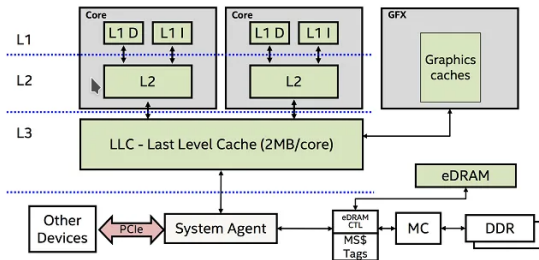 Core
Core
GFX
L1
L1 D
L1 I
L1 D
L1 I
Graphics
caches
L2
L2
L2
L3
LLC - Last Level Cache (2MB/core)
eDRAM
Other
Devices
PCIe
System Agent
eDRAM
CTL
MS$
Tags
MC
DDR